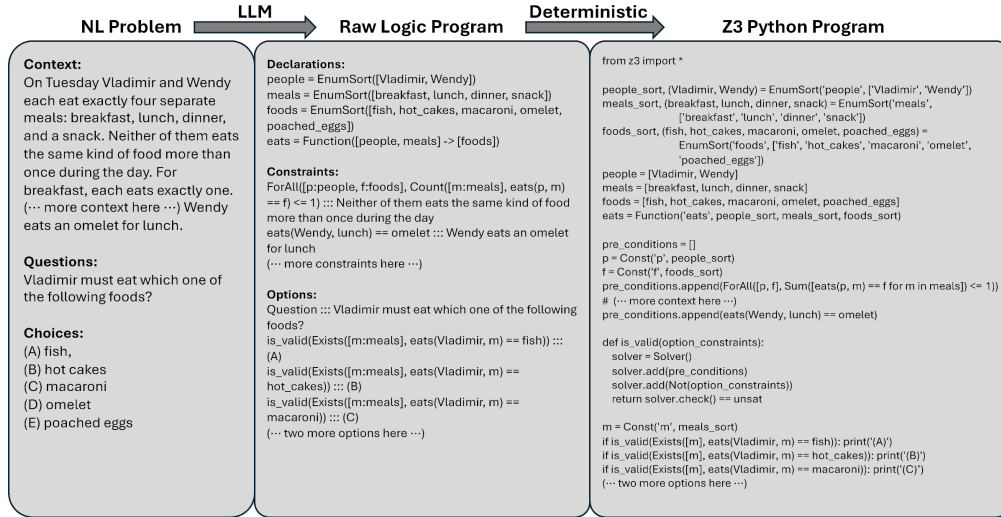 NL Problem
LLM
Raw Logic Program
Deterministic
Z3 Python Program
Context:
On Tuesday Vladimir and Wendy
each eat exactly four separate
meals: breakfast, lunch, dinner,
and a snack. Neither of them eats
the same kind of food more than
once during the day. For
breakfast, each eats exactly one.
(⋯ more context here ⋯) Wendy
eats an omelet for lunch.
Questions:
Vladimir must eat which one of
the following foods?
Choices:
(A) fish,
(B) hot cakes
(C) macaroni
(D) omelet
(E) poached eggs
Declarations:
people = EnumSort([Vladimir, Wendy])
meals = EnumSort([breakfast, lunch, dinner, snack])
foods = EnumSort([fish, hot_cakes, macaroni, omelet,
poached_eggs])
eats = Function([people, meals] -> [foods])
Constraints:
ForAll([p:people, f:foods], Count([m:meals], eats(p, m)
== f) <= 1) ::: Neither of them eats the same kind of food
more than once during the day
eats(Wendy, lunch) == omelet ::: Wendy eats an omelet
for lunch
(⋯ more constraints here ⋯)
Options:
Question ::: Vladimir must eat which one of the following
foods?
is_valid(Exists([m:meals], eats(Vladimir, m) == fish)) :::
(A)
is_valid(Exists([m:meals], eats(Vladimir, m) ==
hot_cakes)) ::: (B)
is_valid(Exists([m:meals], eats(Vladimir, m) ==
macaroni)) ::: (C)
(⋯ two more options here ⋯)
from z3 import *
people_sort, (Vladimir, Wendy) = EnumSort('people', ['Vladimir', 'Wendy'])
meals_sort, (breakfast, lunch, dinner, snack) = EnumSort('meals',
['breakfast', 'lunch', 'dinner', 'snack'])
foods_sort, (fish, hot_cakes, macaroni, omelet, poached_eggs) =
EnumSort('foods', ['fish', 'hot_cakes', 'macaroni', 'omelet',
'poached_eggs'])
people = [Vladimir, Wendy]
meals = [breakfast, lunch, dinner, snack]
foods = [fish, hot_cakes, macaroni, omelet, poached_eggs]
eats = Function('eats', people_sort, meals_sort, foods_sort)
pre_conditions = []
p = Const('p', people_sort)
f = Const('f', foods_sort)
pre_conditions.append(ForAll([p, f], Sum([eats(p, m) == f for m in meals]) <= 1))
# (⋯ more context here ⋯)
pre_conditions.append(eats(Wendy, lunch) == omelet)
def is_valid(option_constraints):
solver = Solver()
solver.add(pre_conditions)
solver.add(Not(option_constraints))
return solver.check() == unsat
m = Const('m', meals_sort)
if is_valid(Exists([m], eats(Vladimir, m) == fish)): print('(A)')
if is_valid(Exists([m], eats(Vladimir, m) == hot_cakes)): print('(B)')
if is_valid(Exists([m], eats(Vladimir, m) == macaroni)): print('(C)')
(⋯ two more options here ⋯)